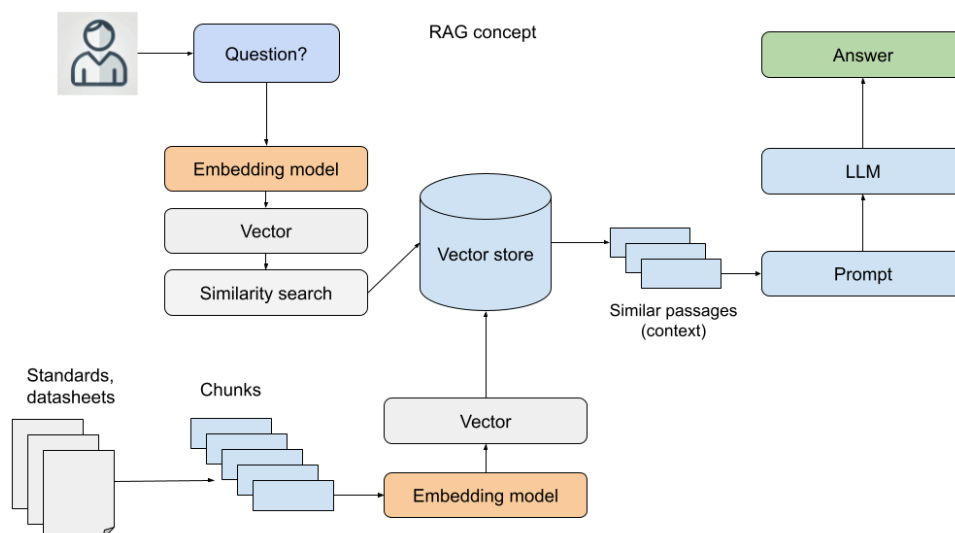 RAG concept
Question?
Answer
Embedding model
LLM
Vector
Vector store
Similarity search
Prompt
Similar passages
(context)
Standards,
datasheets
Chunks
Vector
Embedding model